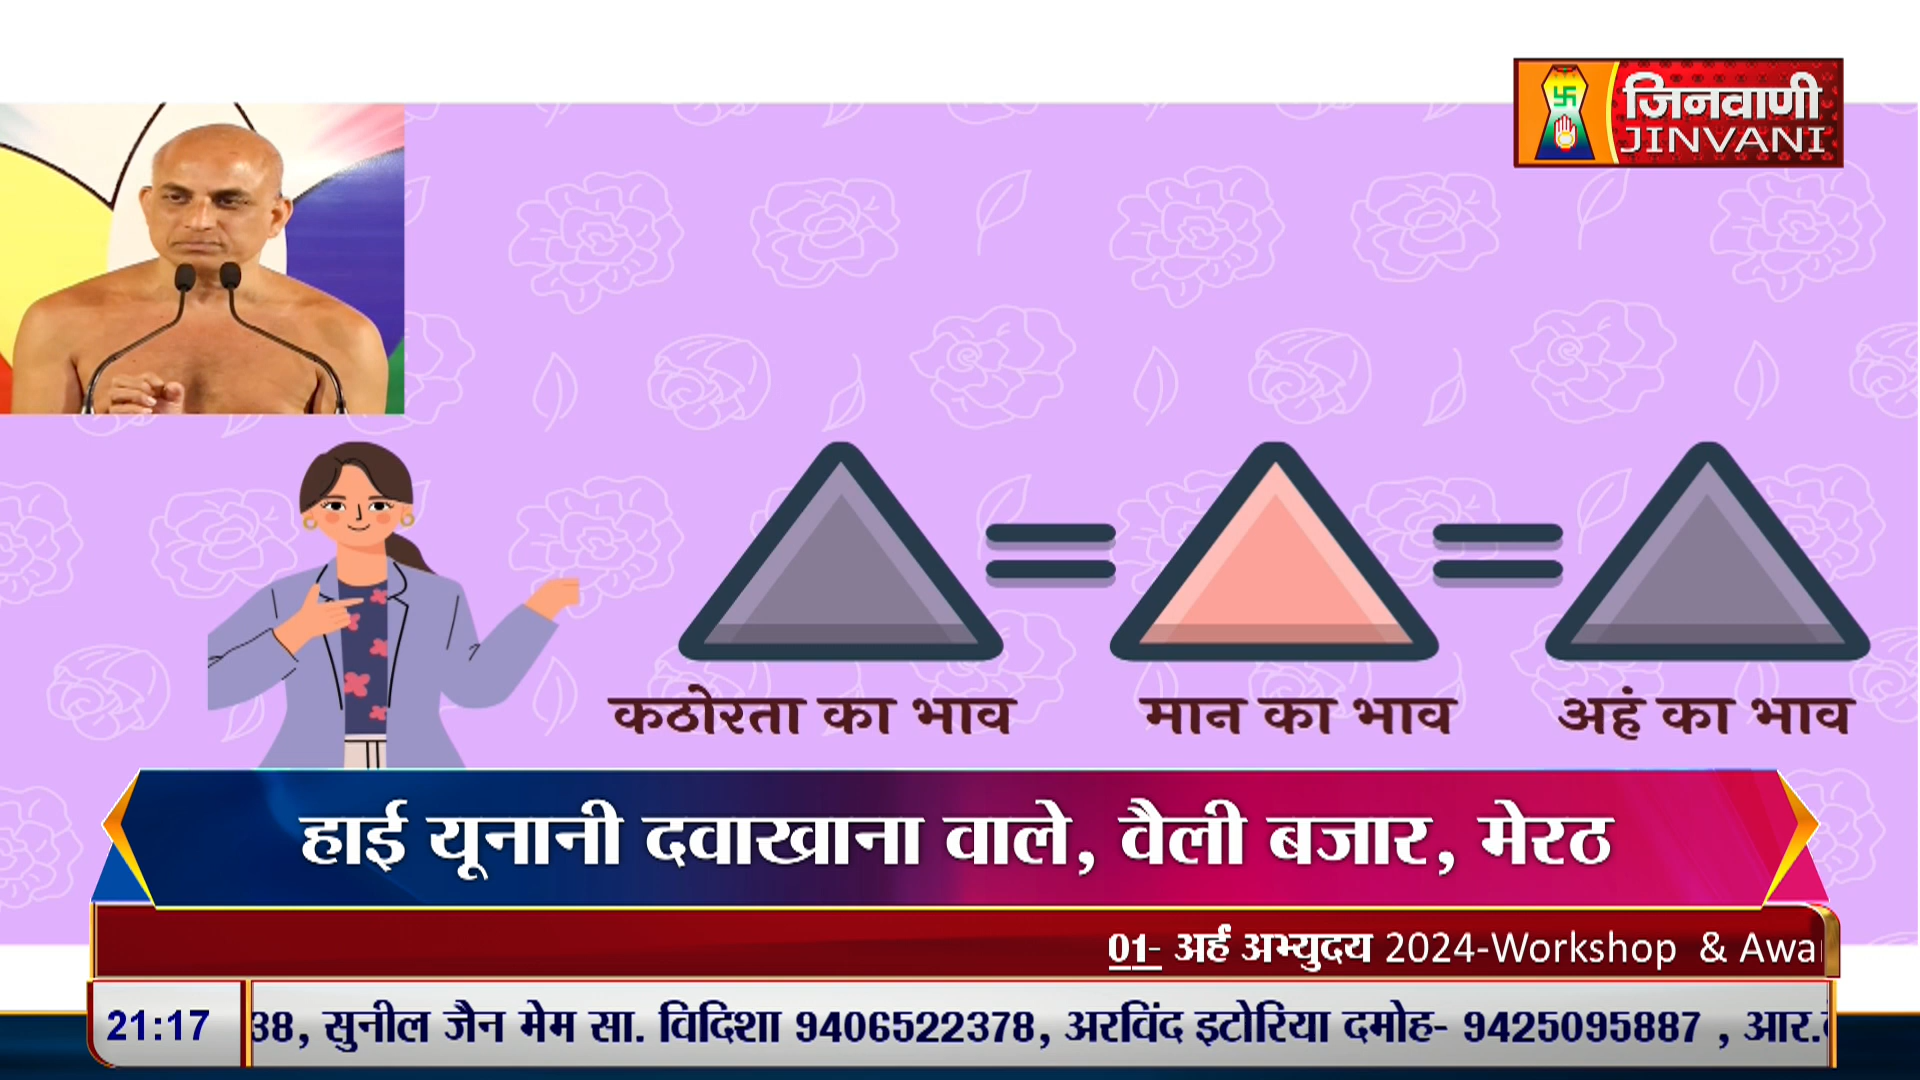 जिनवाणी
JINVANI
कठोरता का भाव
मान का भाव
अहं का भाव
हाई यूनानी दवाखाना वाले, वैली बजार, मेरठ
01- अर्हं अभ्युदय 2024-Workshop & Awa
21:17
38, सुनील जैन मेम सा. विदिशा 9406522378, अरविंद इटोरिया दमोह- 9425095887 , आर.